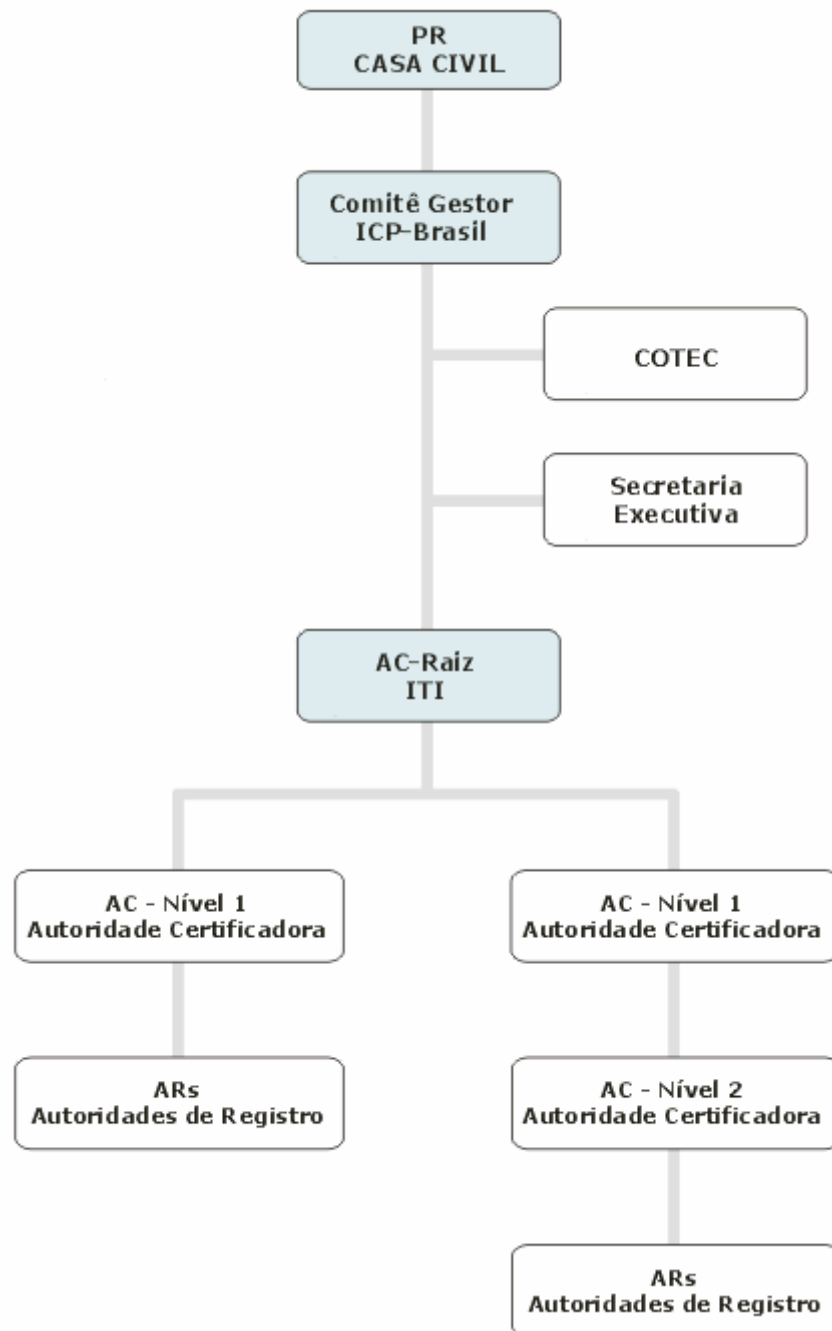 PR
CASA CIVIL
Comitê Gestor
ICP-Brasil
COTEC
Secretaria
Executiva
AC-Raiz
ITI
AC - Nível 1
Autoridade Certificadora
AC - Nível 1
Autoridade Certificadora
ARs
Autoridades de Registro
AC - Nível 2
Autoridade Certificadora
ARs
Autoridades de Registro